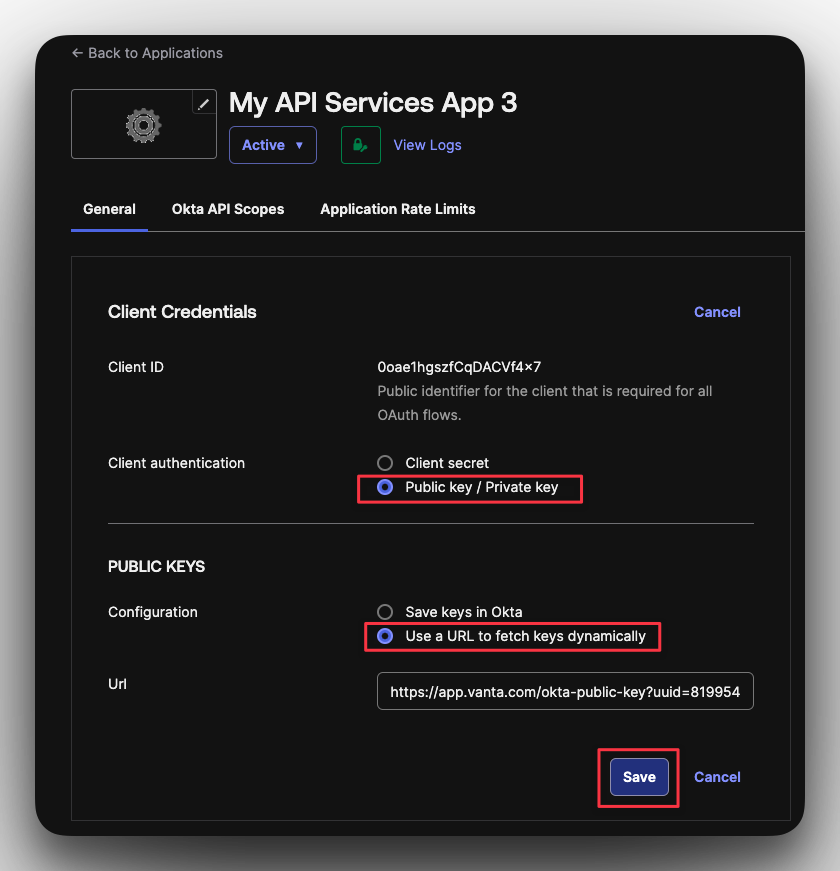 ← Back to Applications
My API Services App 3
Active ▼
View Logs
General Okta API Scopes Application Rate Limits
Client Credentials Cancel
Client ID 0oae1hgszfCqDACVf4x7
Public identifier for the client that is required for all
OAuth flows.
Client authentication Client secret
Public key / Private key
PUBLIC KEYS
Configuration Save keys in Okta
Use a URL to fetch keys dynamically
Url https://app.vanta.com/okta-public-key?uuid=819954
Save Cancel